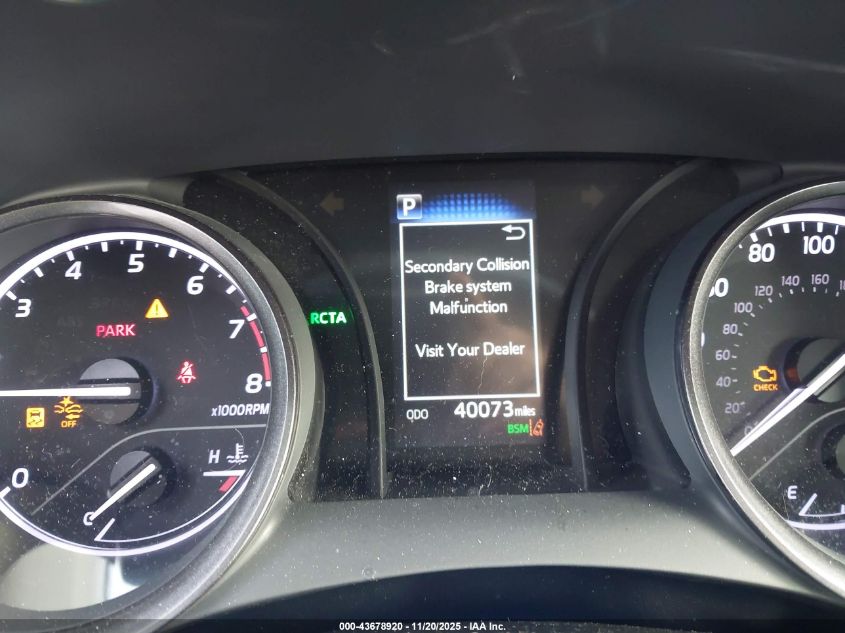 P
Secondary Collision
Brake system
Malfunction
Visit Your Dealer
ODO 40073 miles
BSM
RCTA
3
4
5
6
7
8
x1000RPM
PARK
OFF
0
H
C
80
100
100
120
140
160
80
60
40
20
CHECK
E
000-43678920 - 11/20/2025 - IAA Inc.